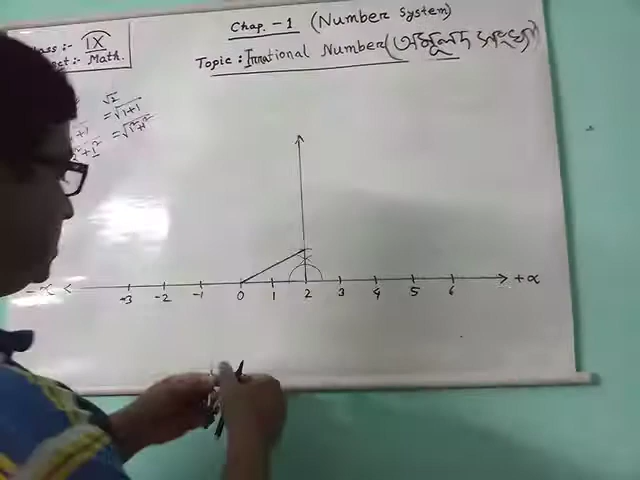 Chap. - 1 (Number System)
Class :- IX
Subject :- Math.
Topic : Irrational Number (অমূলদ সংখ্যা)
√2
= √1+1
= √1²+1²
-3 -2 -1 0 1 2 3 4 5 6
+α
-α